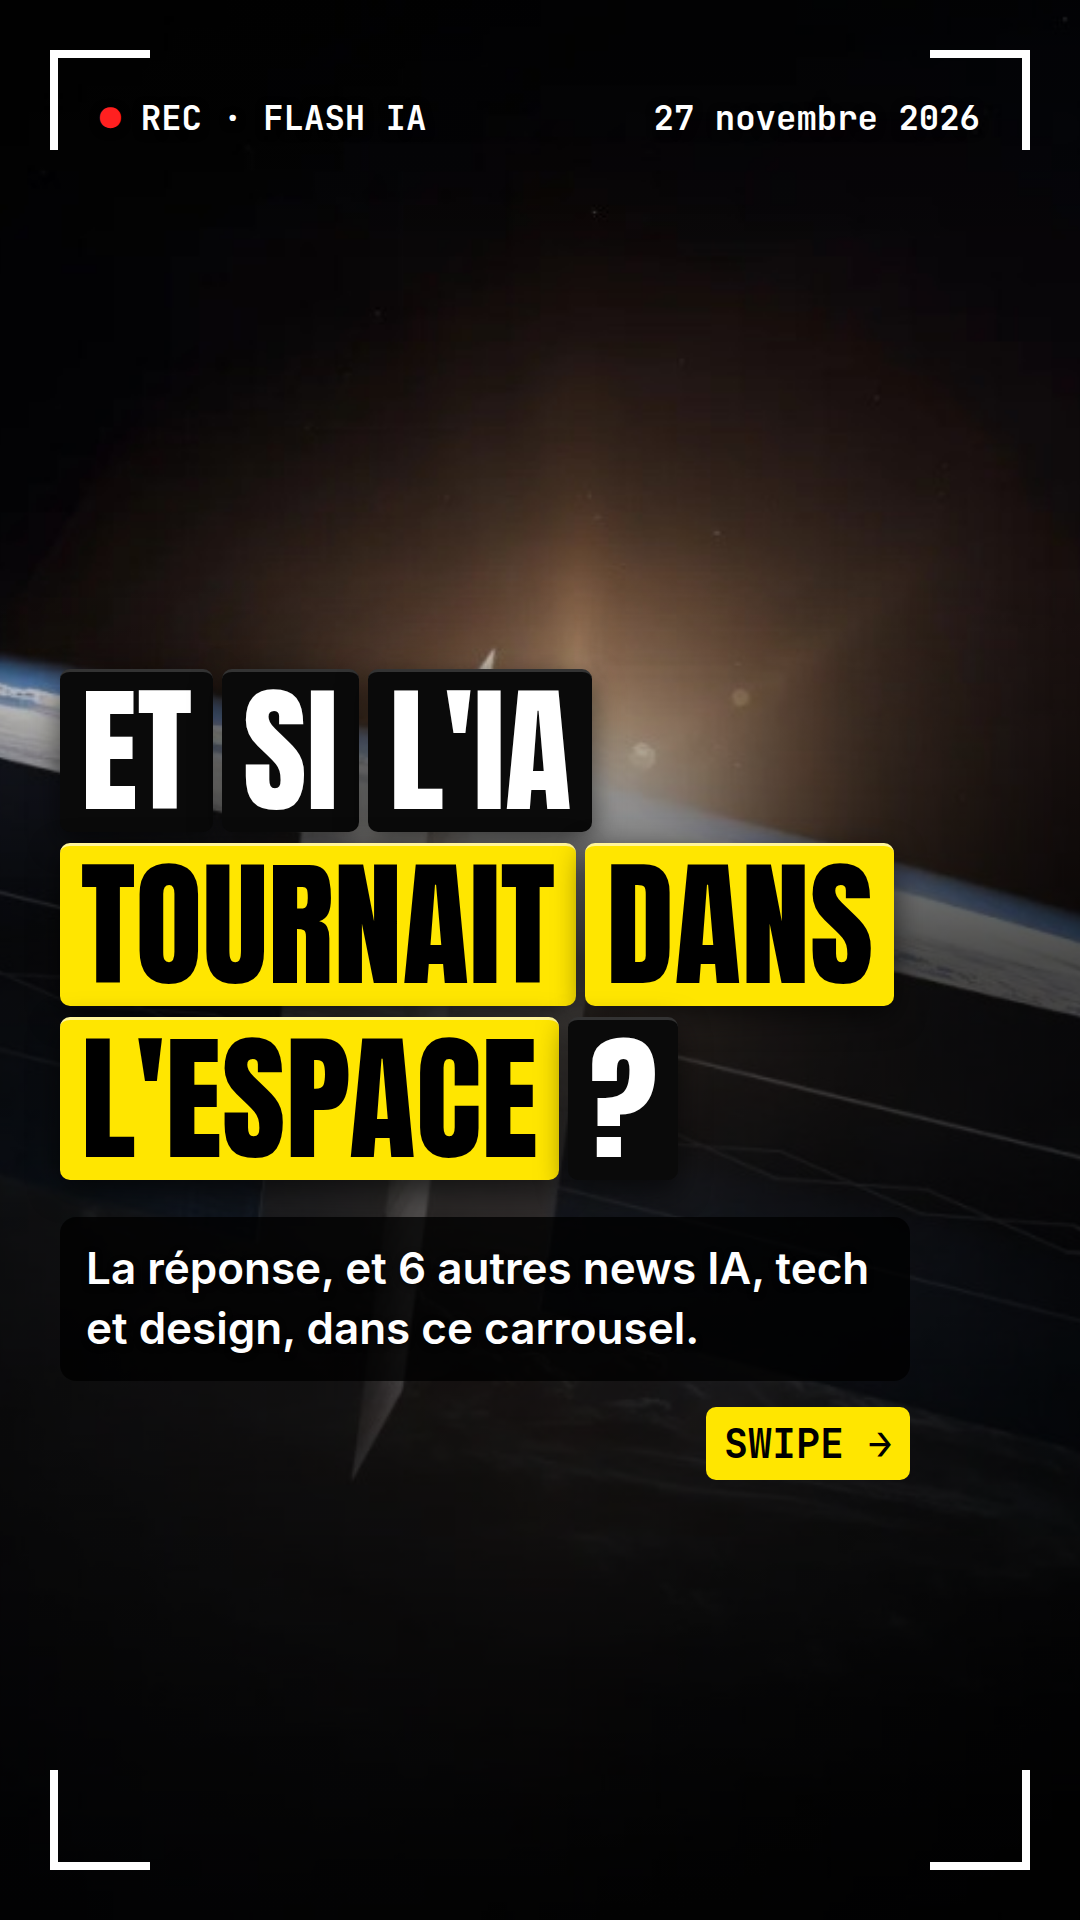 REC · FLASH IA
27 novembre 2026
ET SI L'IA
TOURNAIT DANS
L'ESPACE ?
La réponse, et 6 autres news IA, tech
et design, dans ce carrousel.
SWIPE →